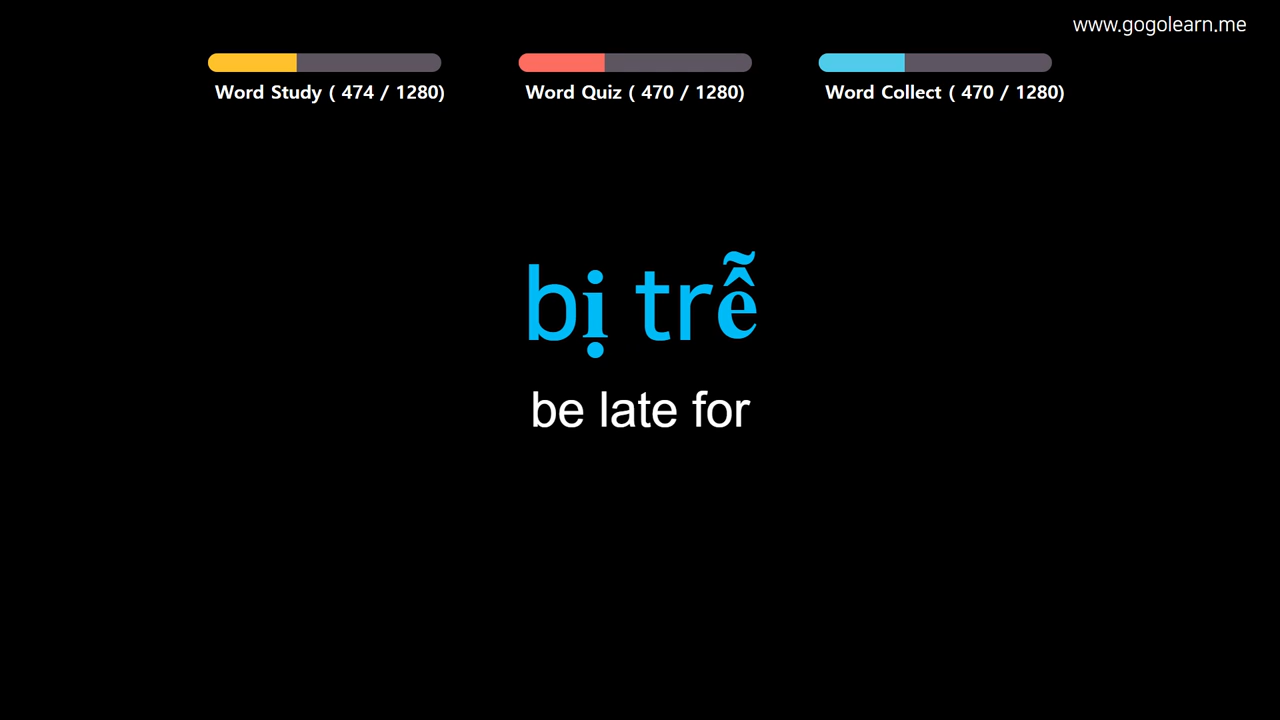 www.gogolearn.me
Word Study ( 474 / 1280)
Word Quiz ( 470 / 1280)
Word Collect ( 470 / 1280)
bị trễ
be late for